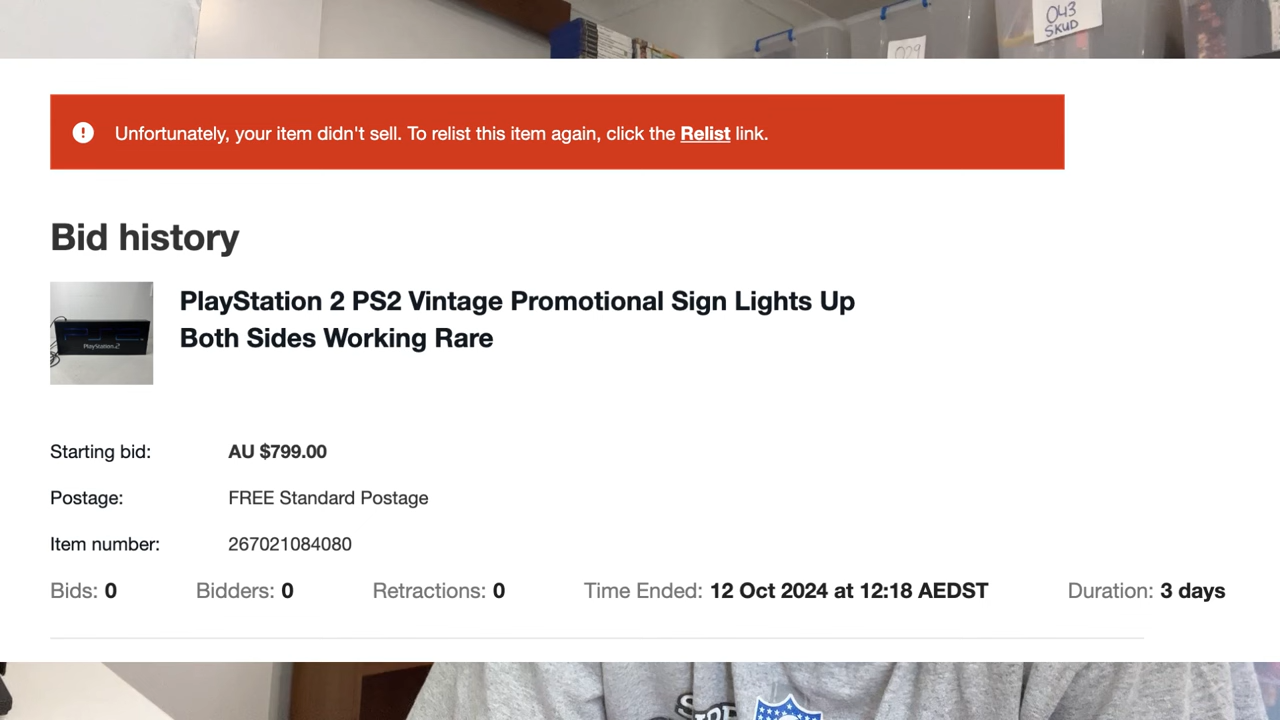 043
SKUD
029
Unfortunately, your item didn't sell. To relist this item again, click the Relist link.
Bid history
PlayStation 2 PS2 Vintage Promotional Sign Lights Up
Both Sides Working Rare
PlayStation 2
Starting bid: AU $799.00
Postage: FREE Standard Postage
Item number: 267021084080
Bids: 0 Bidders: 0 Retractions: 0 Time Ended: 12 Oct 2024 at 12:18 AEDST Duration: 3 days